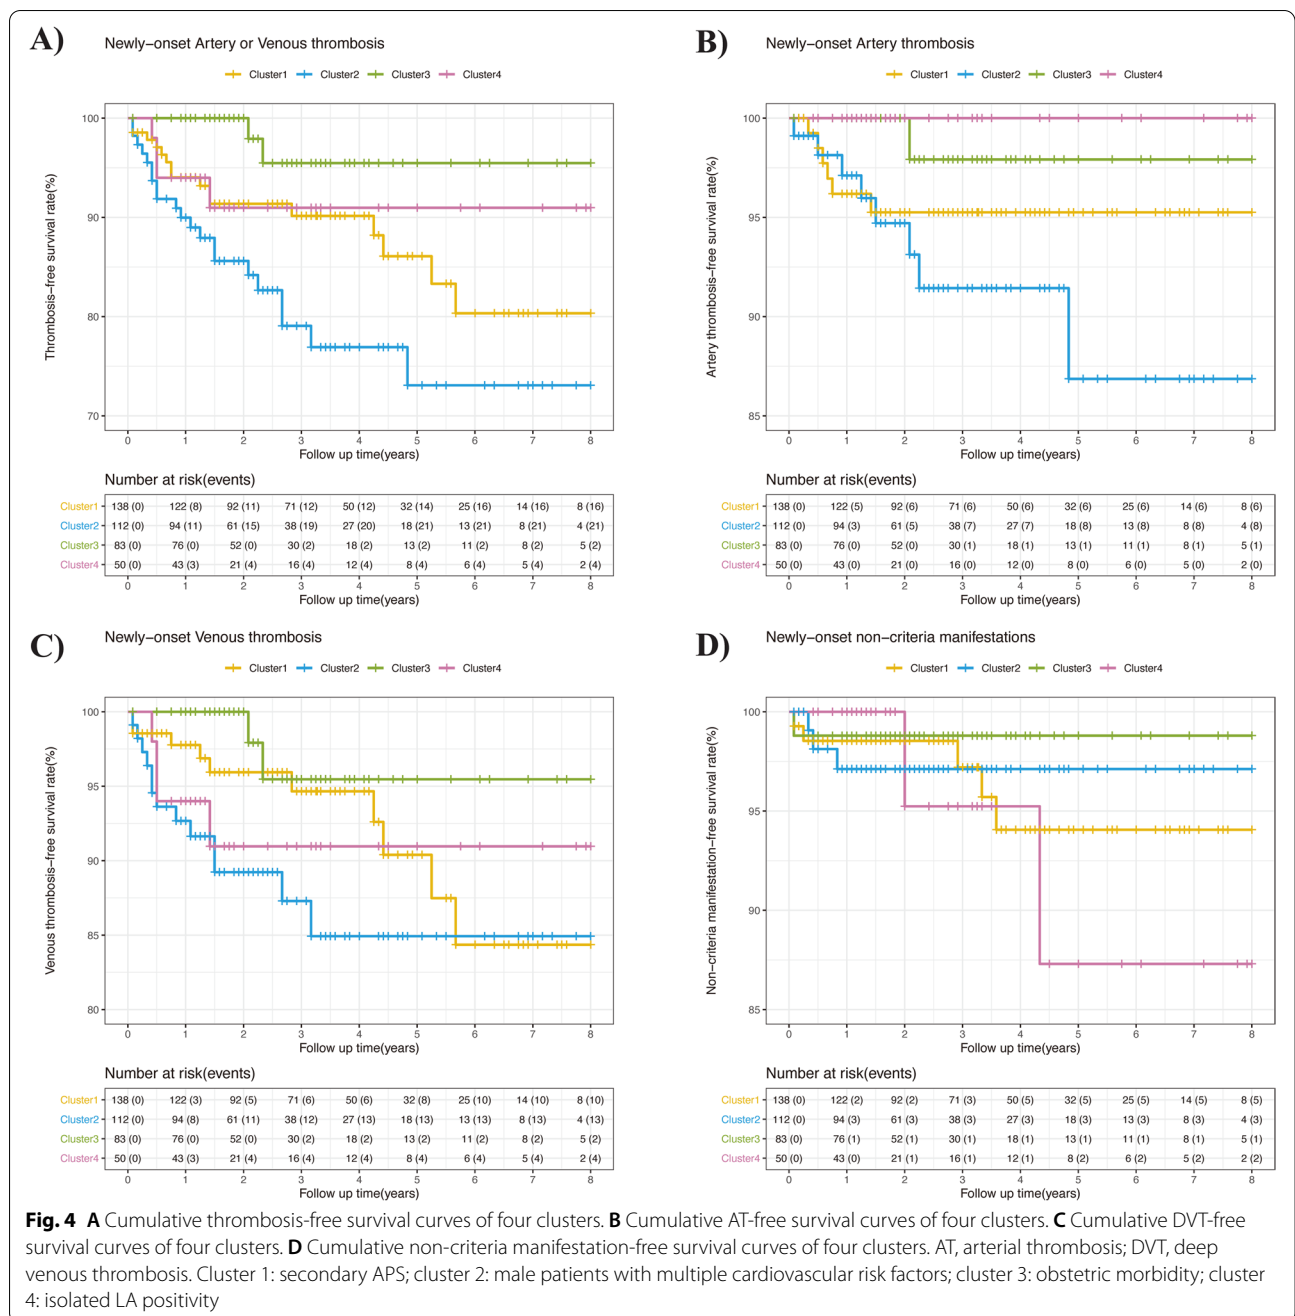 A)
Newly−onset Artery or Venous thrombosis
Cluster1 Cluster2 Cluster3 Cluster4
Thrombosis−free survival rate(%)
100
90
80
70
0 1 2 3 4 5 6 7 8
Follow up time(years)
Number at risk(events)
Cluster1 138 (0) 122 (8) 92 (11) 71 (12) 50 (12) 32 (14) 25 (16) 14 (16) 8 (16)
Cluster2 112 (0) 94 (11) 61 (15) 38 (19) 27 (20) 18 (21) 13 (21) 8 (21) 4 (21)
Cluster3 83 (0) 76 (0) 52 (0) 30 (2) 18 (2) 13 (2) 11 (2) 8 (2) 5 (2)
Cluster4 50 (0) 43 (3) 21 (4) 16 (4) 12 (4) 8 (4) 6 (4) 5 (4) 2 (4)
0 1 2 3 4 5 6 7 8
Follow up time(years)
B)
Newly−onset Artery thrombosis
Cluster1 Cluster2 Cluster3 Cluster4
Artery thrombosis−free survival rate(%)
100
95
90
85
0 1 2 3 4 5 6 7 8
Follow up time(years)
Number at risk(events)
Cluster1 138 (0) 122 (5) 92 (6) 71 (6) 50 (6) 32 (6) 25 (6) 14 (6) 8 (6)
Cluster2 112 (0) 94 (3) 61 (5) 38 (7) 27 (7) 18 (8) 13 (8) 8 (8) 4 (8)
Cluster3 83 (0) 76 (0) 52 (0) 30 (1) 18 (1) 13 (1) 11 (1) 8 (1) 5 (1)
Cluster4 50 (0) 43 (0) 21 (0) 16 (0) 12 (0) 8 (0) 6 (0) 5 (0) 2 (0)
0 1 2 3 4 5 6 7 8
Follow up time(years)
C)
Newly−onset Venous thrombosis
Cluster1 Cluster2 Cluster3 Cluster4
Venous thrombosis−free survival rate(%)
100
95
90
85
80
0 1 2 3 4 5 6 7 8
Follow up time(years)
Number at risk(events)
Cluster1 138 (0) 122 (3) 92 (5) 71 (6) 50 (6) 32 (8) 25 (10) 14 (10) 8 (10)
Cluster2 112 (0) 94 (8) 61 (11) 38 (12) 27 (13) 18 (13) 13 (13) 8 (13) 4 (13)
Cluster3 83 (0) 76 (0) 52 (0) 30 (2) 18 (2) 13 (2) 11 (2) 8 (2) 5 (2)
Cluster4 50 (0) 43 (3) 21 (4) 16 (4) 12 (4) 8 (4) 6 (4) 5 (4) 2 (4)
0 1 2 3 4 5 6 7 8
Follow up time(years)
D)
Newly−onset non−criteria manifestations
Cluster1 Cluster2 Cluster3 Cluster4
Non−criteria manifestation−free survival rate(%)
100
95
90
85
0 1 2 3 4 5 6 7 8
Follow up time(years)
Number at risk(events)
Cluster1 138 (0) 122 (2) 92 (2) 71 (3) 50 (5) 32 (5) 25 (5) 14 (5) 8 (5)
Cluster2 112 (0) 94 (3) 61 (3) 38 (3) 27 (3) 18 (3) 13 (3) 8 (3) 4 (3)
Cluster3 83 (0) 76 (1) 52 (1) 30 (1) 18 (1) 13 (1) 11 (1) 8 (1) 5 (1)
Cluster4 50 (0) 43 (0) 21 (1) 16 (1) 12 (1) 8 (2) 6 (2) 5 (2) 2 (2)
0 1 2 3 4 5 6 7 8
Follow up time(years)
Fig. 4 A Cumulative thrombosis-free survival curves of four clusters. B Cumulative AT-free survival curves of four clusters. C Cumulative DVT-free
survival curves of four clusters. D Cumulative non-criteria manifestation-free survival curves of four clusters. AT, arterial thrombosis; DVT, deep
venous thrombosis. Cluster 1: secondary APS; cluster 2: male patients with multiple cardiovascular risk factors; cluster 3: obstetric morbidity; cluster
4: isolated LA positivity